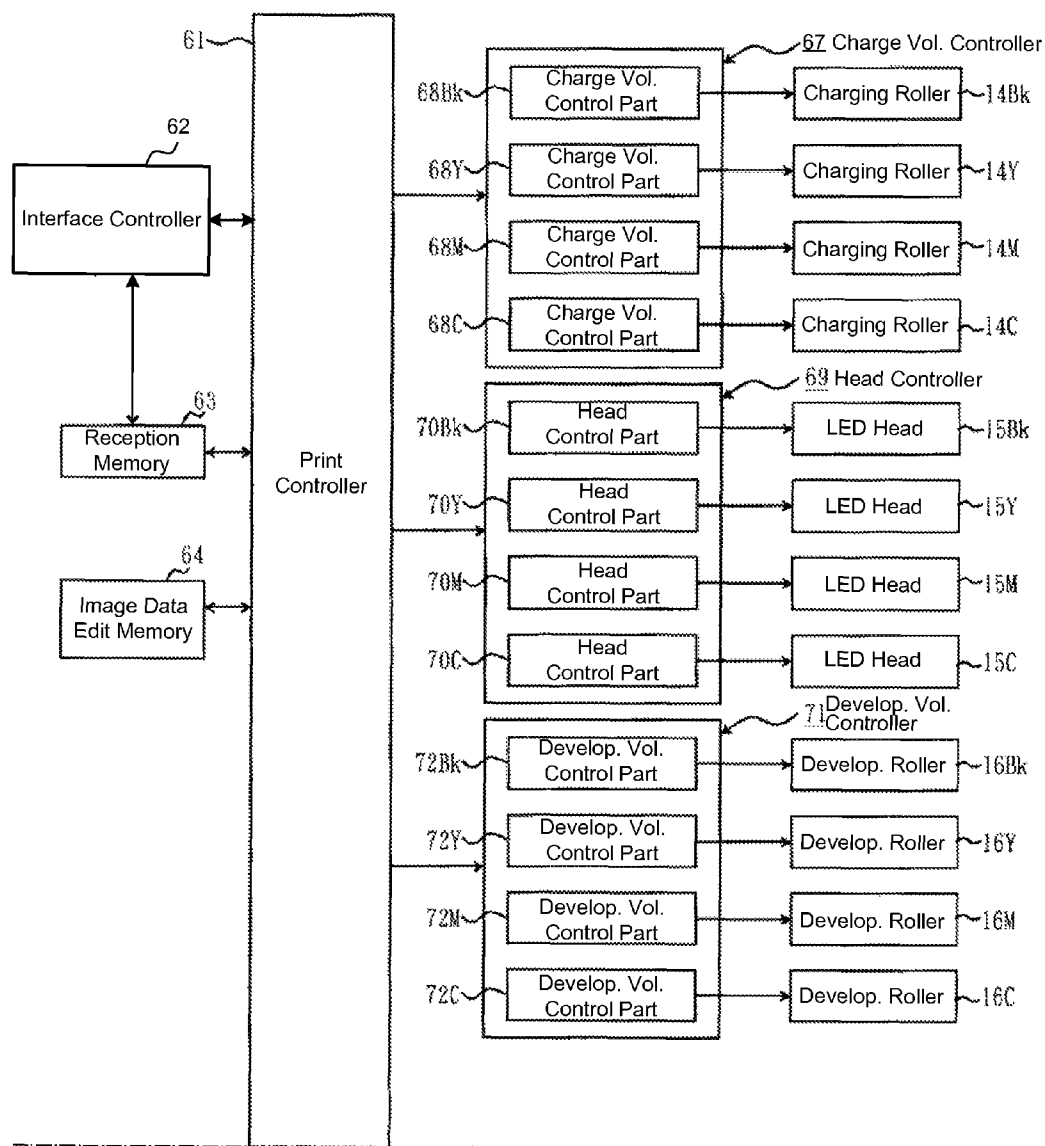 61
67 Charge Vol. Controller
68Bk
Charge Vol.
Control Part
Charging Roller
14Bk
62
Interface Controller
68Y
Charge Vol.
Control Part
Charging Roller
14Y
68M
Charge Vol.
Control Part
Charging Roller
14M
68C
Charge Vol.
Control Part
Charging Roller
14C
69 Head Controller
63
Reception
Memory
Print
Controller
70Bk
Head
Control Part
LED Head
15Bk
70Y
Head
Control Part
LED Head
15Y
64
Image Data
Edit Memory
70M
Head
Control Part
LED Head
15M
70C
Head
Control Part
LED Head
15C
71 Develop. Vol.
Controller
72Bk
Develop. Vol.
Control Part
Develop. Roller
16Bk
72Y
Develop. Vol.
Control Part
Develop. Roller
16Y
72M
Develop. Vol.
Control Part
Develop. Roller
16M
72C
Develop. Vol.
Control Part
Develop. Roller
16C